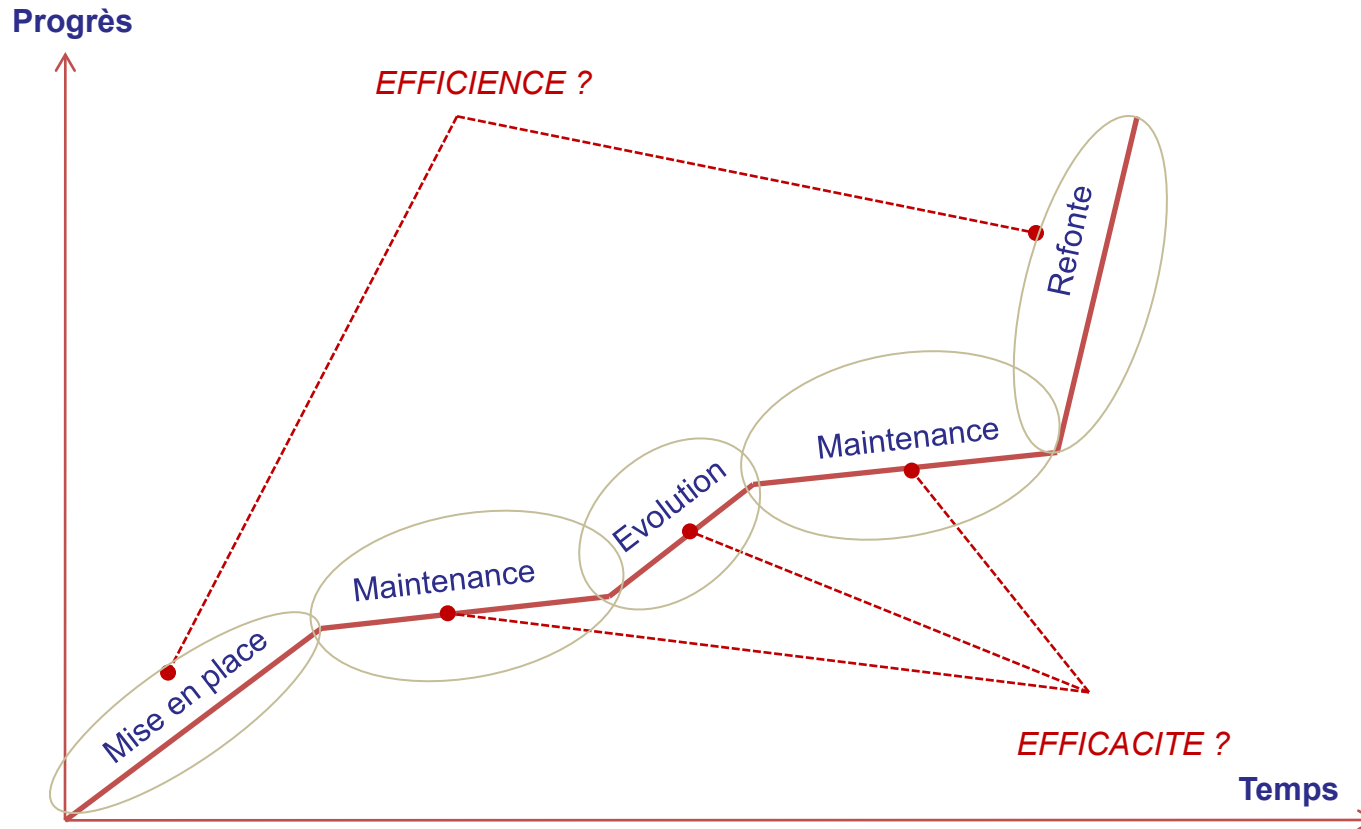 Progrès
EFFICIENCE ?
Refonte
Maintenance
Evolution
Maintenance
Mise en place
EFFICACITE ?
Temps